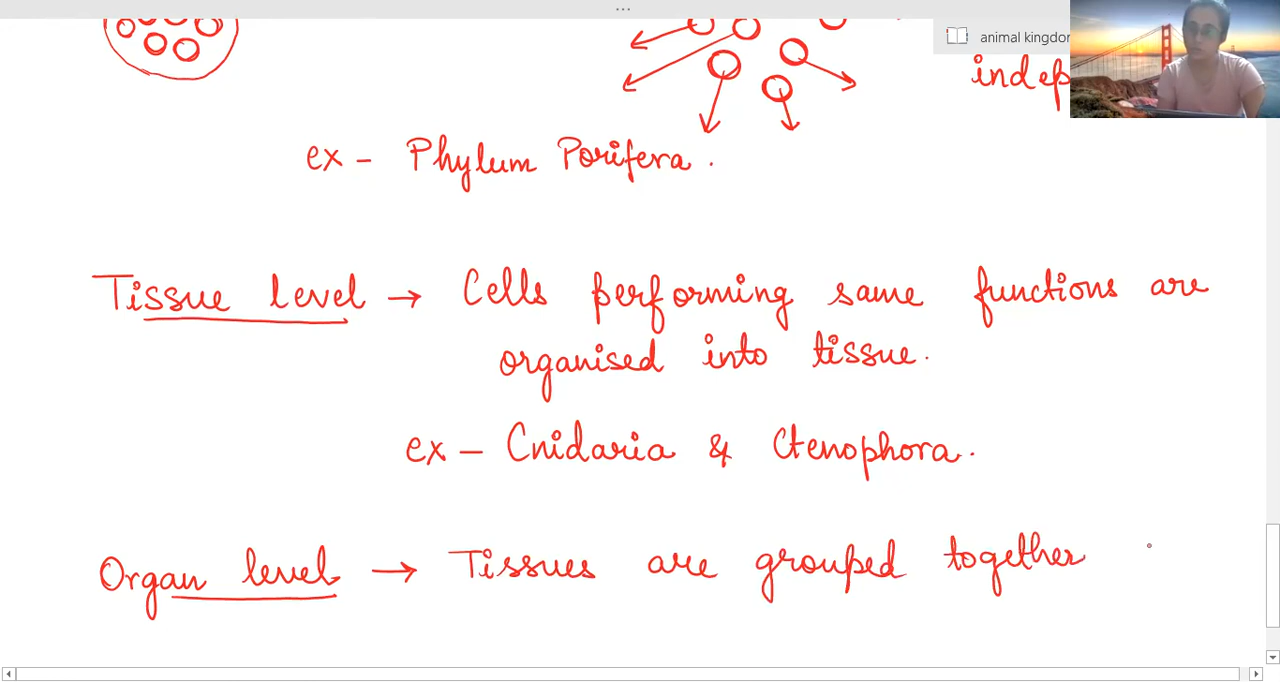 animal kingdom
indep
ex - Phylum Porifera.
Tissue level → Cells performing same functions are
organised into tissue.
ex - Cnidaria & Ctenophora.
Organ level → Tissues are grouped together